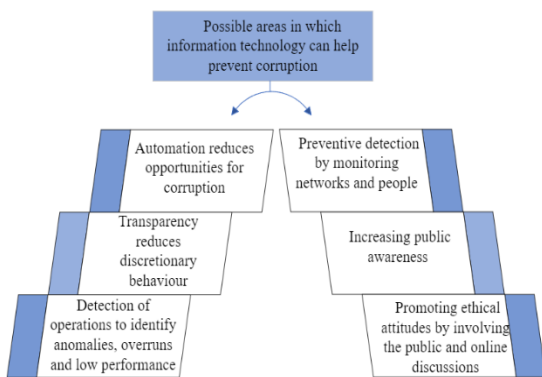 Possible areas in which
information technology can help
prevent corruption
Automation reduces
opportunities for
corruption
Transparency
reduces
discretionary
behaviour
Detection of
operations to identify
anomalies, overruns
and low performance
Preventive detection
by monitoring
networks and people
Increasing public
awareness
Promoting ethical
attitudes by involving
the public and online
discussions